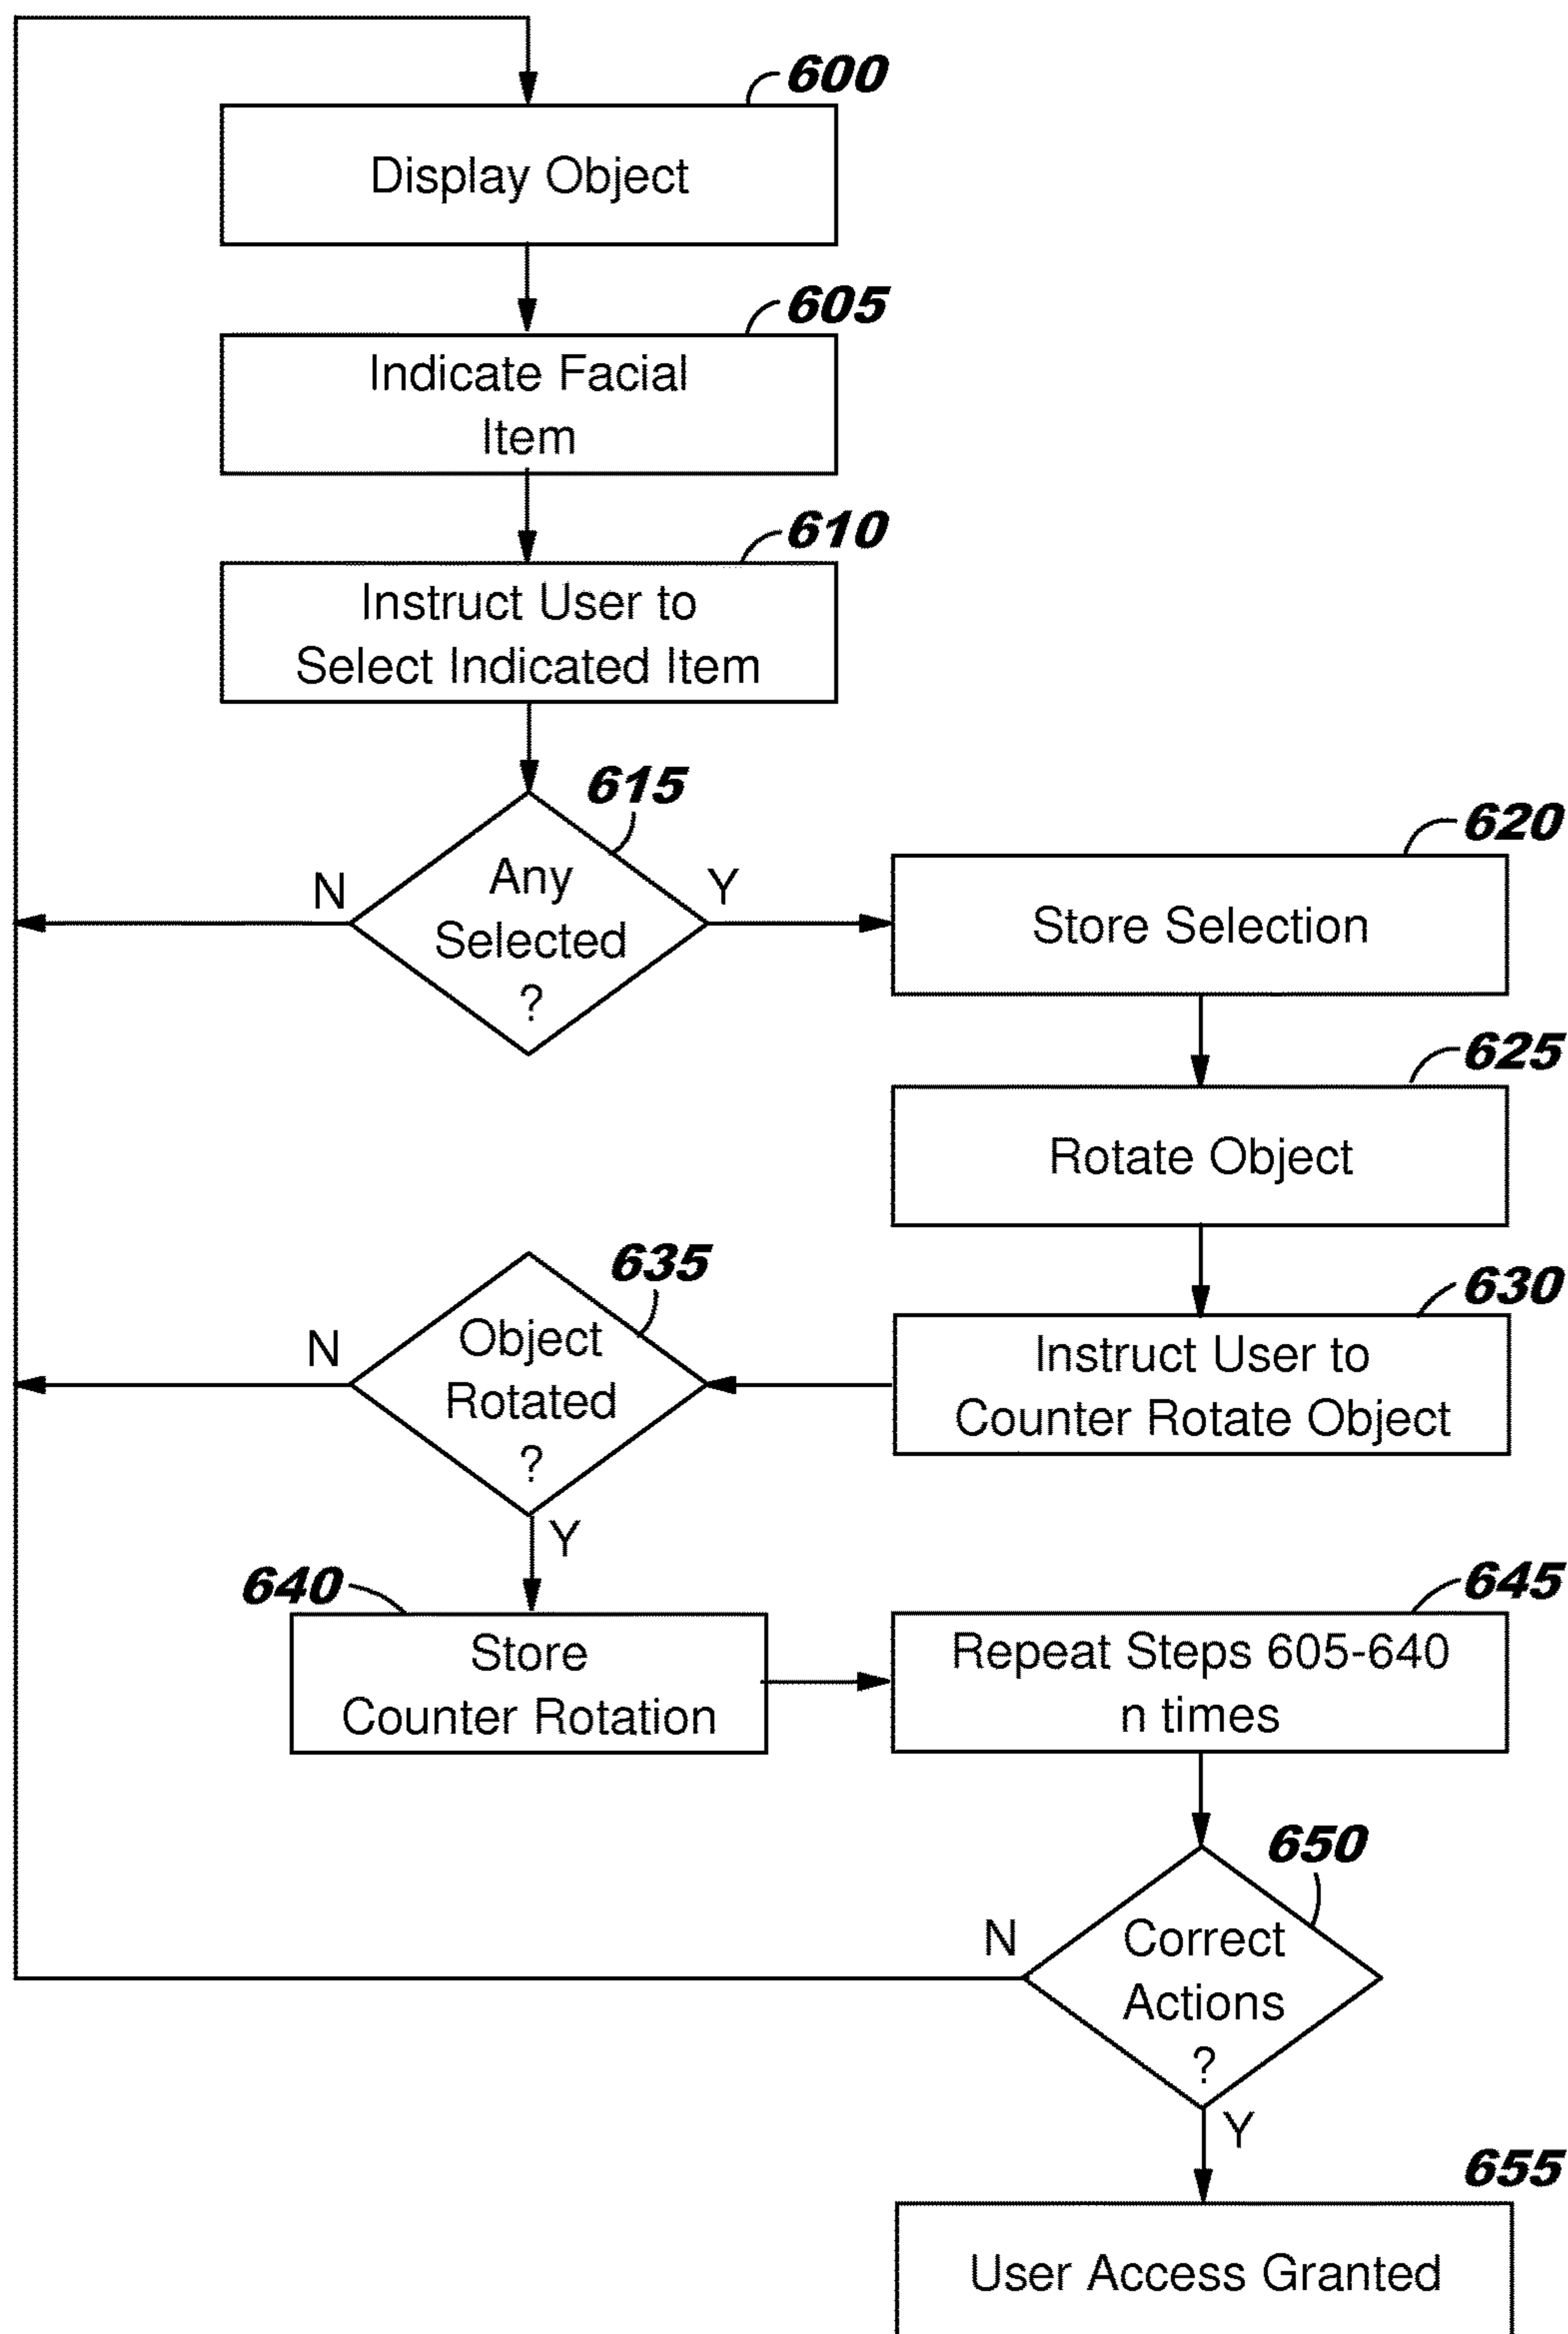 600
Display Object
605
Indicate Facial
Item
610
Instruct User to
Select Indicated Item
615
Any
Selected
?
N
Y
620
Store Selection
625
Rotate Object
630
Instruct User to
Counter Rotate Object
635
Object
Rotated
?
N
Y
640
Store
Counter Rotation
645
Repeat Steps 605-640
n times
650
Correct
Actions
?
N
Y
655
User Access Granted